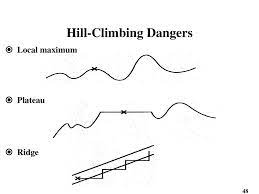 Hill-Climbing Dangers
Local maximum
Plateau
Ridge
48